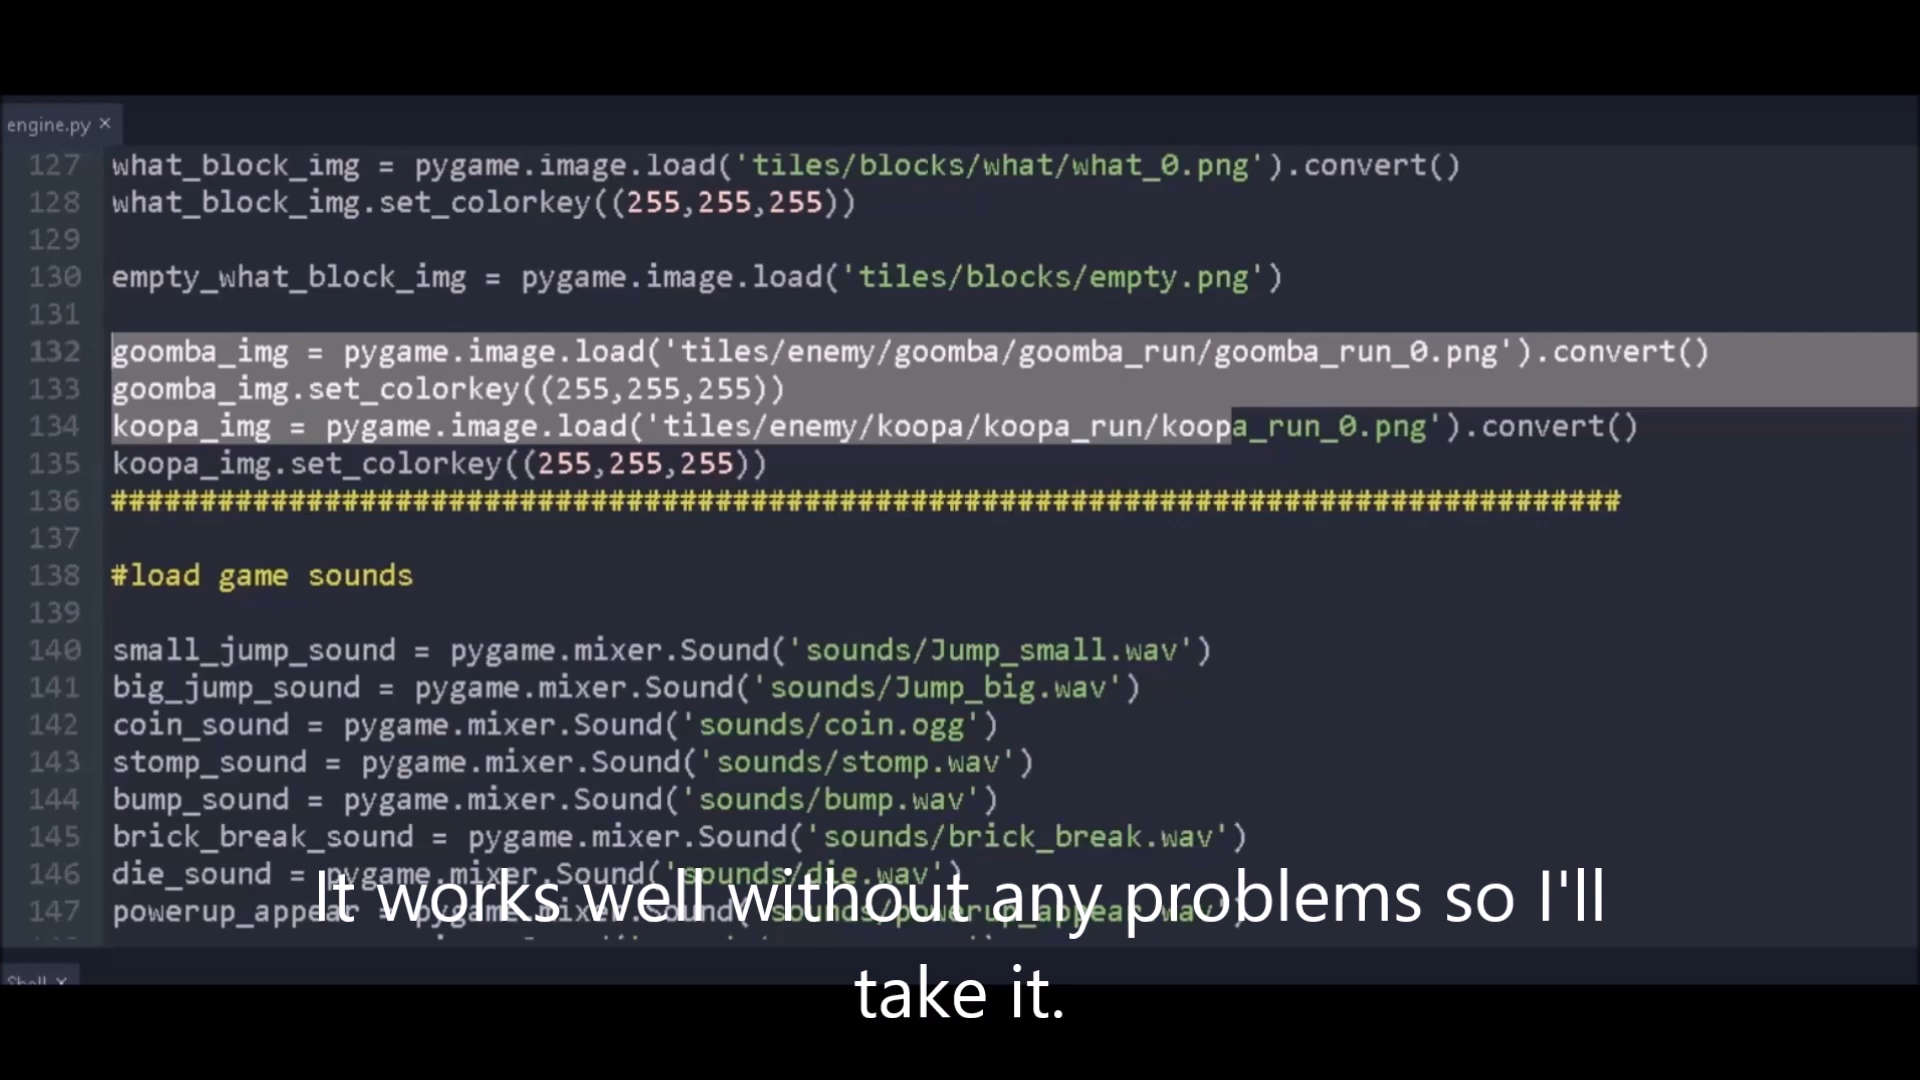 engine.py ×
127 what_block_img = pygame.image.load('tiles/blocks/what/what_0.png').convert()
128 what_block_img.set_colorkey((255,255,255))
129
130 empty_what_block_img = pygame.image.load('tiles/blocks/empty.png')
131
132 goomba_img = pygame.image.load('tiles/enemy/goomba/goomba_run/goomba_run_0.png').convert()
133 goomba_img.set_colorkey((255,255,255))
134 koopa_img = pygame.image.load('tiles/enemy/koopa/koopa_run/koopa_run_0.png').convert()
135 koopa_img.set_colorkey((255,255,255))
136 #####################################################################################
137
138 #load game sounds
139
140 small_jump_sound = pygame.mixer.Sound('sounds/Jump_small.wav')
141 big_jump_sound = pygame.mixer.Sound('sounds/Jump_big.wav')
142 coin_sound = pygame.mixer.Sound('sounds/coin.ogg')
143 stomp_sound = pygame.mixer.Sound('sounds/stomp.wav')
144 bump_sound = pygame.mixer.Sound('sounds/bump.wav')
145 brick_break_sound = pygame.mixer.Sound('sounds/brick_break.wav')
146 die_sound = pygame.mixer.Sound('sounds/die.wav')
147 powerup_appear = pygame.mixer.Sound('sounds/powerup_appear.wav')
It works well without any problems so I'll
take it.
Shell ×